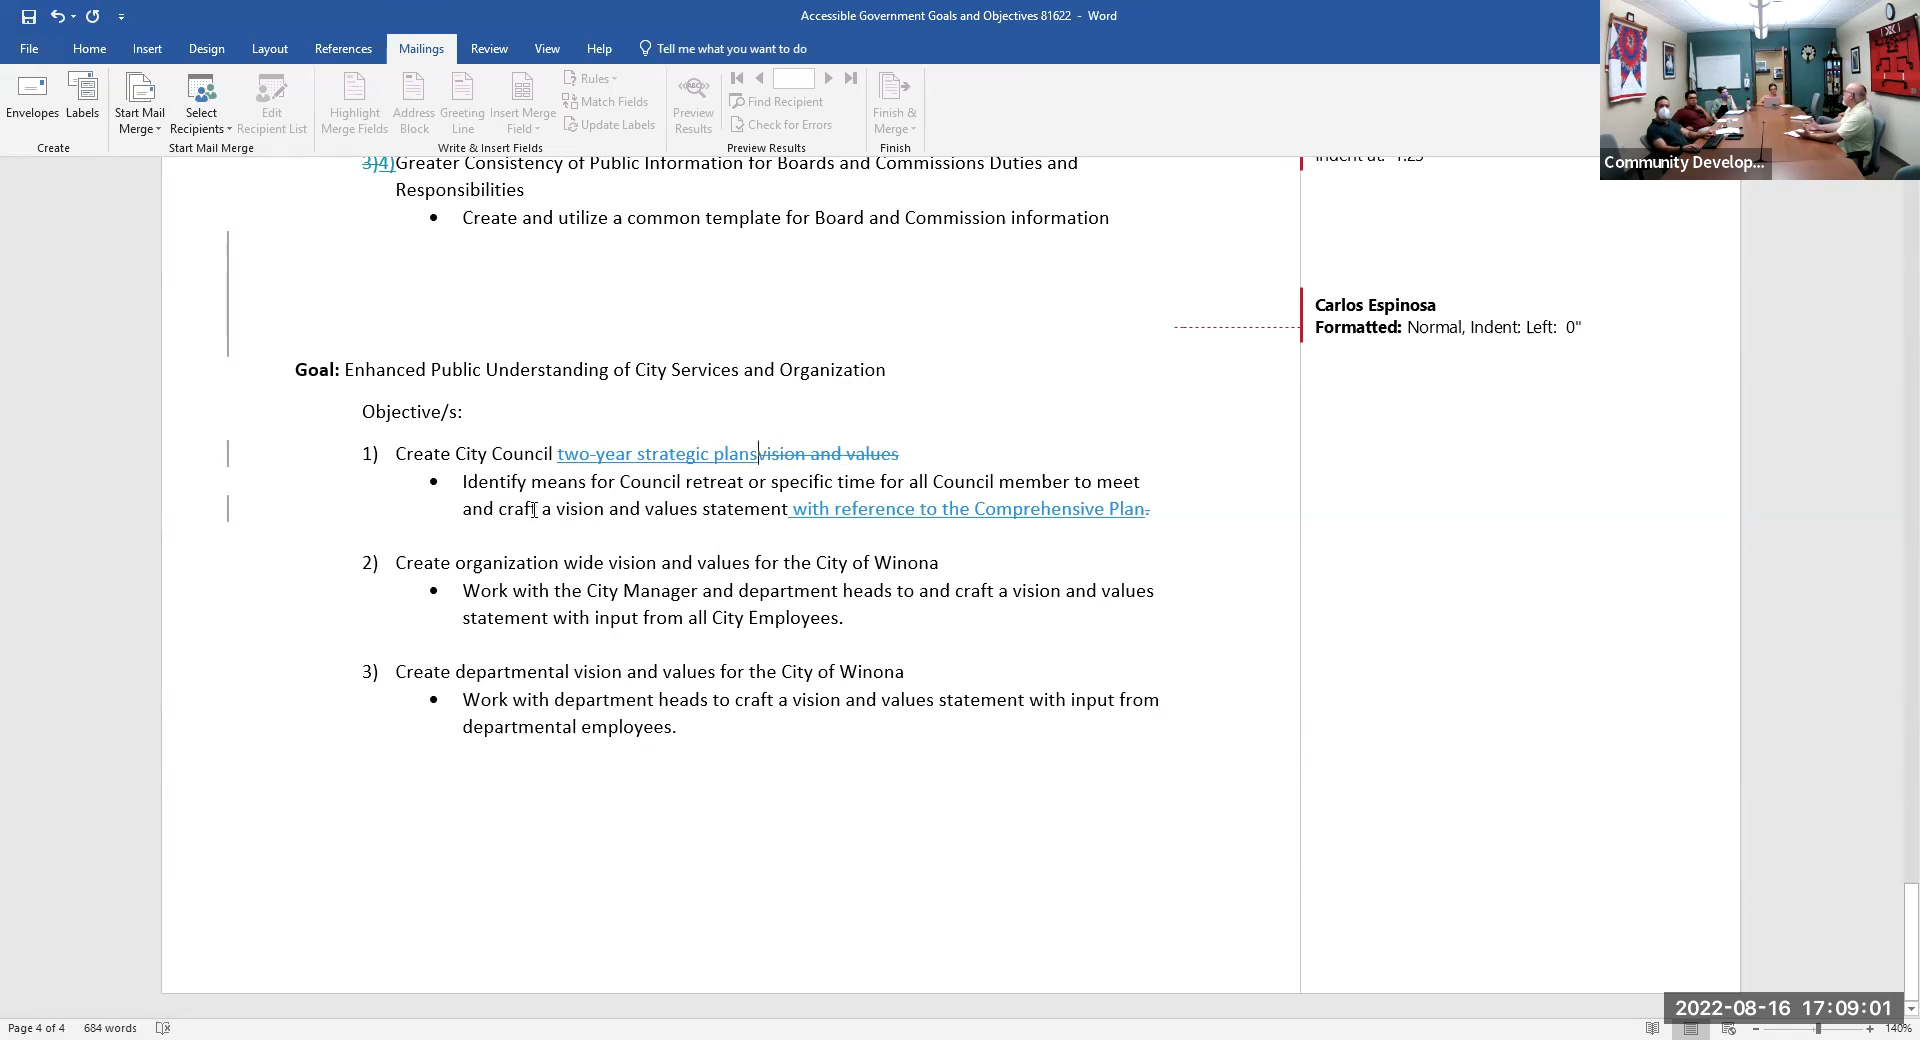 Accessible Government Goals and Objectives 81622 - Word
File Home Insert Design Layout References Mailings Review View Help Tell me what you want to do
Envelopes Labels
Start Mail Merge
Select Recipients
Edit Recipient List
Highlight Merge Fields
Address Block
Greeting Line
Insert Merge Field
Rules
Match Fields
Update Labels
ABC
Preview Results
Find Recipient
Check for Errors
Finish & Merge
Create
Start Mail Merge
Write & Insert Fields
Preview Results
Finish
Community Develop...
Indent at: 1.25"
3)4)Greater Consistency of Public Information for Boards and Commissions Duties and
Responsibilities
• Create and utilize a common template for Board and Commission information
Carlos Espinosa
Formatted: Normal, Indent: Left: 0"
Goal: Enhanced Public Understanding of City Services and Organization
Objective/s:
1) Create City Council two-year strategic plansvision and values
• Identify means for Council retreat or specific time for all Council member to meet
and craft a vision and values statement with reference to the Comprehensive Plan.
2) Create organization wide vision and values for the City of Winona
• Work with the City Manager and department heads to and craft a vision and values
statement with input from all City Employees.
3) Create departmental vision and values for the City of Winona
• Work with department heads to craft a vision and values statement with input from
departmental employees.
2022-08-16 17:09:01
Page 4 of 4 684 words
140%